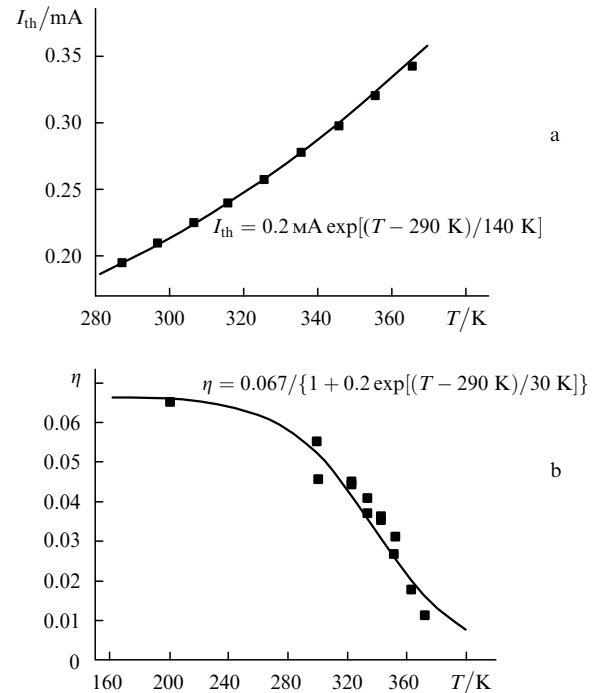 I_th/mA
0.35
0.30
a
0.25
I_th = 0.2 мA exp[(T − 290 K)/140 K]
0.20
280 300 320 340 360 T/K
η
η = 0.067/{1 + 0.2 exp[(T − 290 K)/30 K]}
0.06
0.05
b
0.04
0.03
0.02
0.01
0
160 200 240 280 320 360 T/K